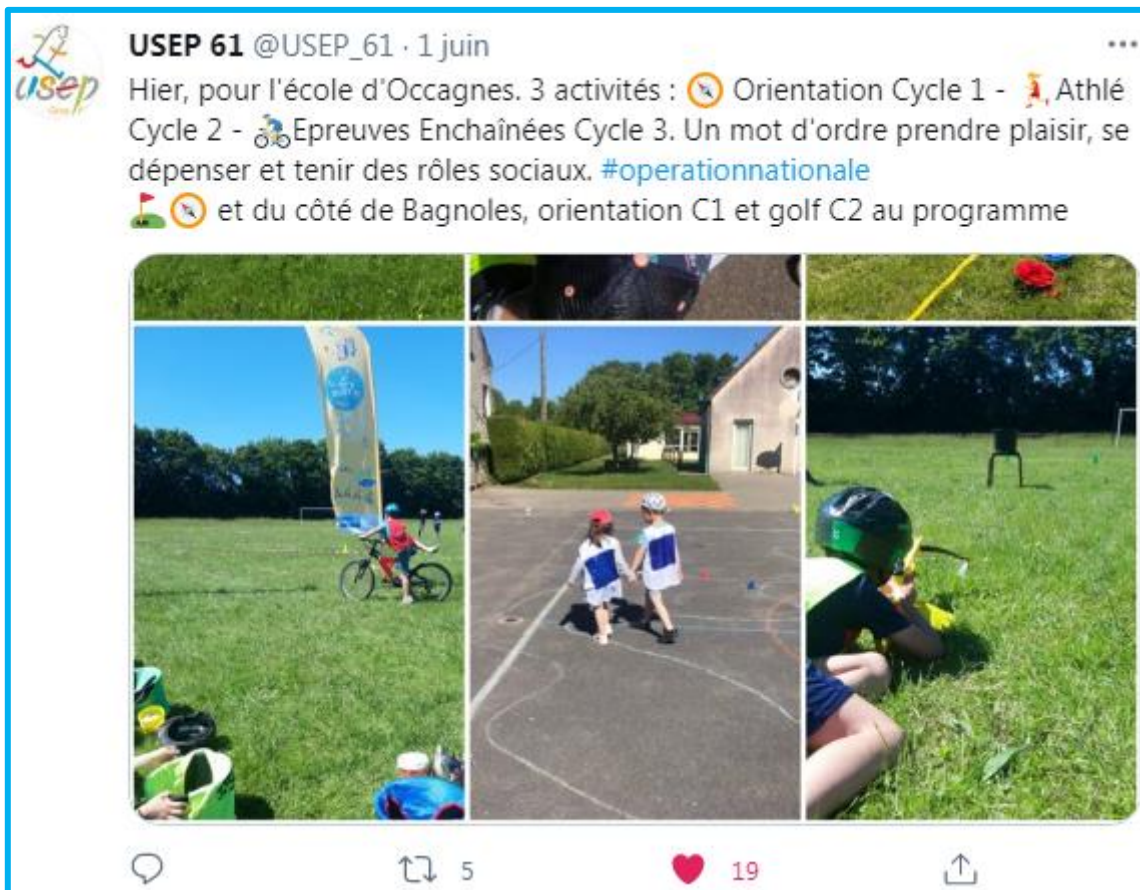 usep
USEP 61 @USEP_61 · 1 juin
Hier, pour l'école d'Occagnes. 3 activités : Orientation Cycle 1 - Athlé
Cycle 2 - Epreuves Enchaînées Cycle 3. Un mot d'ordre prendre plaisir, se
dépenser et tenir des rôles sociaux. #operationnationale
et du côté de Bagnoles, orientation C1 et golf C2 au programme
5 19